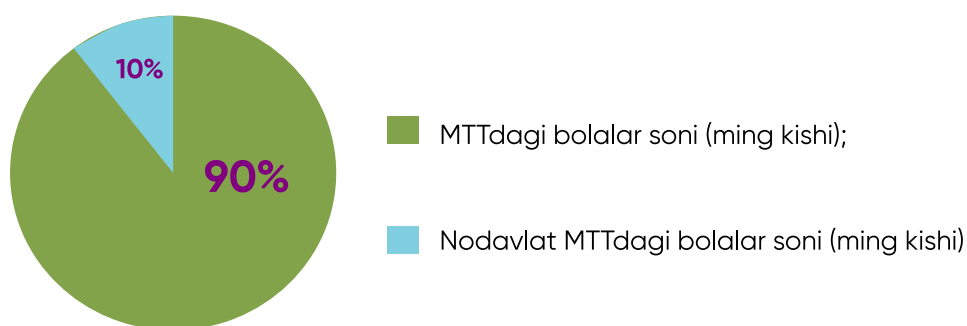 10%
90%
MTTdagi bolalar soni (ming kishi);
Nodavlat MTTdagi bolalar soni (ming kishi)